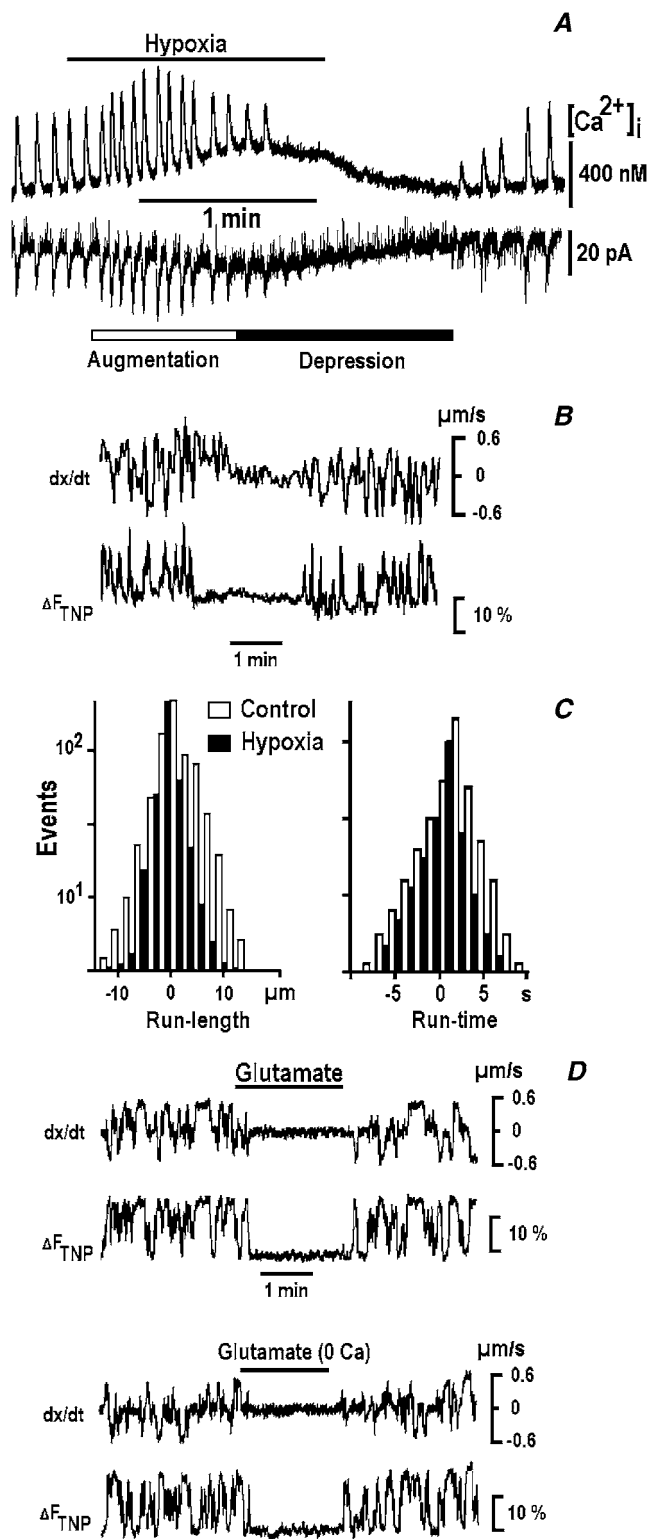 A
Hypoxia
[Ca2+]i
400 nM
1 min
20 pA
Augmentation
Depression
B
µm/s
0.6
dx/dt
0
-0.6
ΔFTNP
10 %
1 min
C
Control
Hypoxia
10²
Events
10¹
-10 0 10 µm
-5 0 5 s
Run-length
Run-time
D
Glutamate
µm/s
0.6
dx/dt
0
-0.6
ΔFTNP
10 %
1 min
Glutamate (0 Ca)
µm/s
0.6
dx/dt
0
-0.6
ΔFTNP
10 %